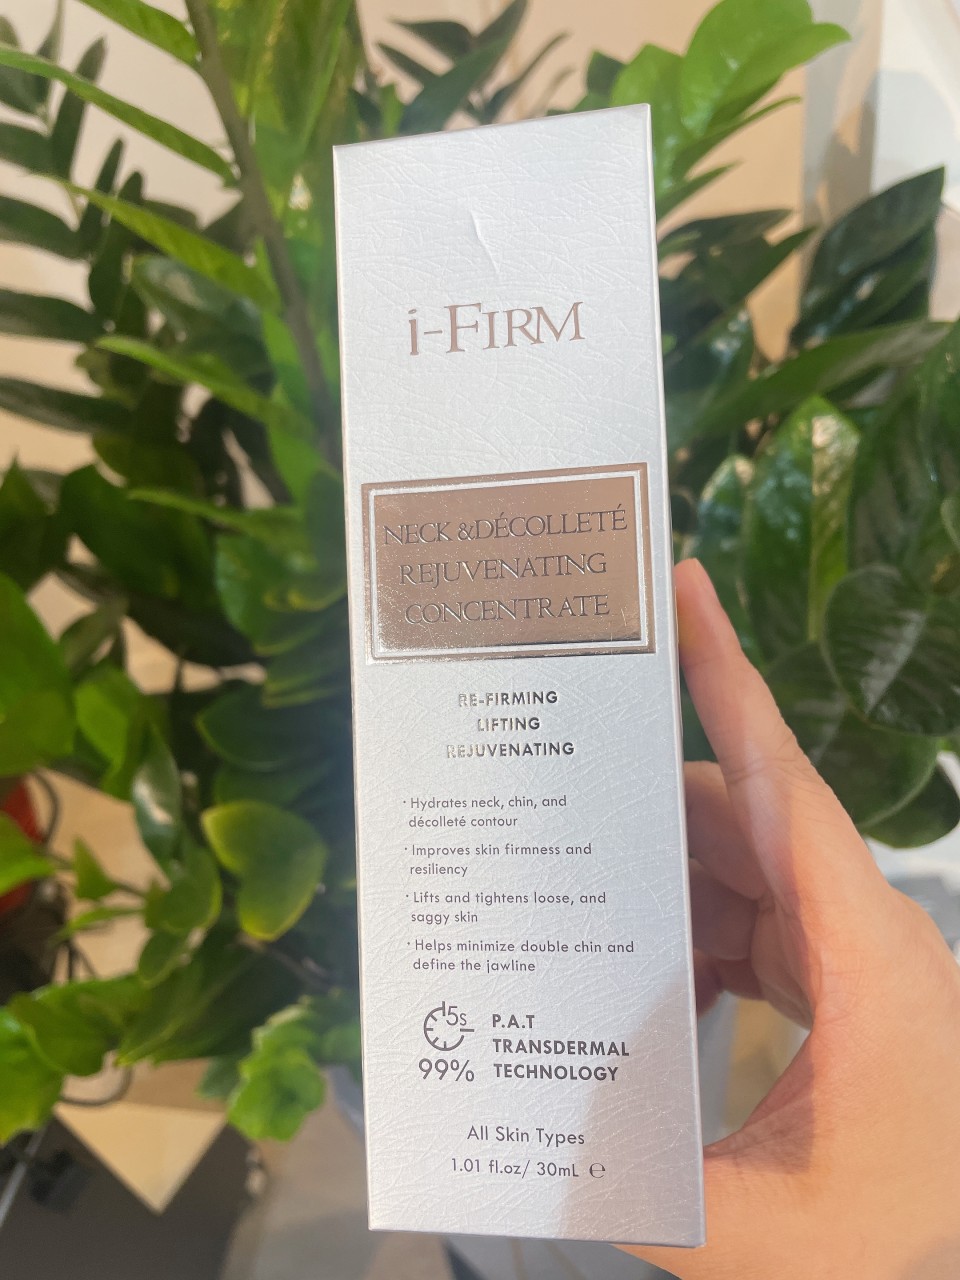 i-FIRM
NECK &DÉCOLLETÉ
REJUVENATING
CONCENTRATE
RE-FIRMING
LIFTING
REJUVENATING
· Hydrates neck, chin, and
décolleté contour
· Improves skin firmness and
resiliency
· Lifts and tightens loose, and
saggy skin
· Helps minimize double chin and
define the jawline
15s
99%
P.A.T
TRANSDERMAL
TECHNOLOGY
All Skin Types
1.01 fl.oz/ 30mL ℮